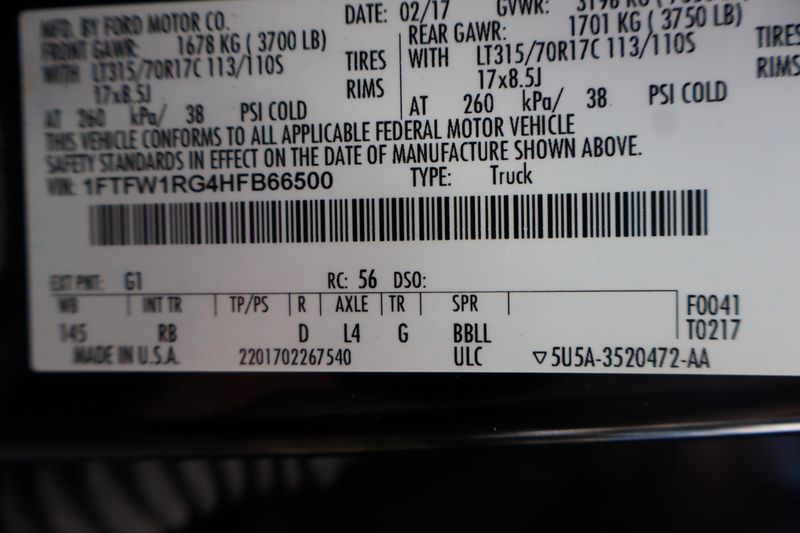 MFD. BY FORD MOTOR CO. DATE: 02/17 GVWR:
FRONT GAWR: 1678 KG ( 3700 LB) REAR GAWR: 1701 KG ( 3750 LB)
WITH LT315/70R17C 113/110S TIRES WITH LT315/70R17C 113/110S TIRES
17x8.5J RIMS 17x8.5J RIMS
AT 260 kPa/ 38 PSI COLD AT 260 kPa/ 38 PSI COLD
THIS VEHICLE CONFORMS TO ALL APPLICABLE FEDERAL MOTOR VEHICLE
SAFETY STANDARDS IN EFFECT ON THE DATE OF MANUFACTURE SHOWN ABOVE.
VIN: 1FTFW1RG4HFB66500 TYPE: Truck
EXT PNT: G1 RC: 56 DSO:
WB INT TR TP/PS R AXLE TR SPR F0041
145 RB D L4 G BBLL T0217
MADE IN U.S.A. 2201702267540 ULC ▽5U5A-3520472-AA